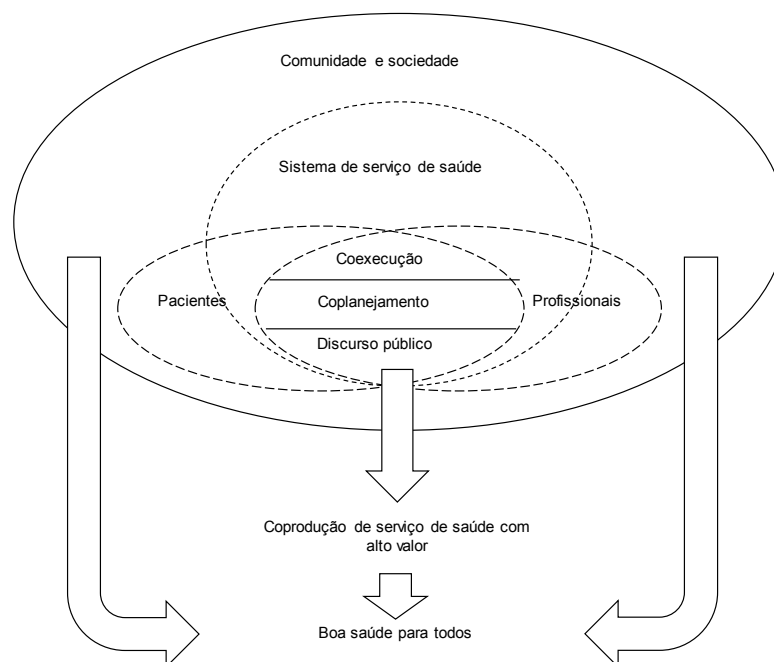 Comunidade e sociedade
Sistema de serviço de saúde
Coexecução
Pacientes
Coplanejamento
Profissionais
Discurso público
Coprodução de serviço de saúde com
alto valor
Boa saúde para todos